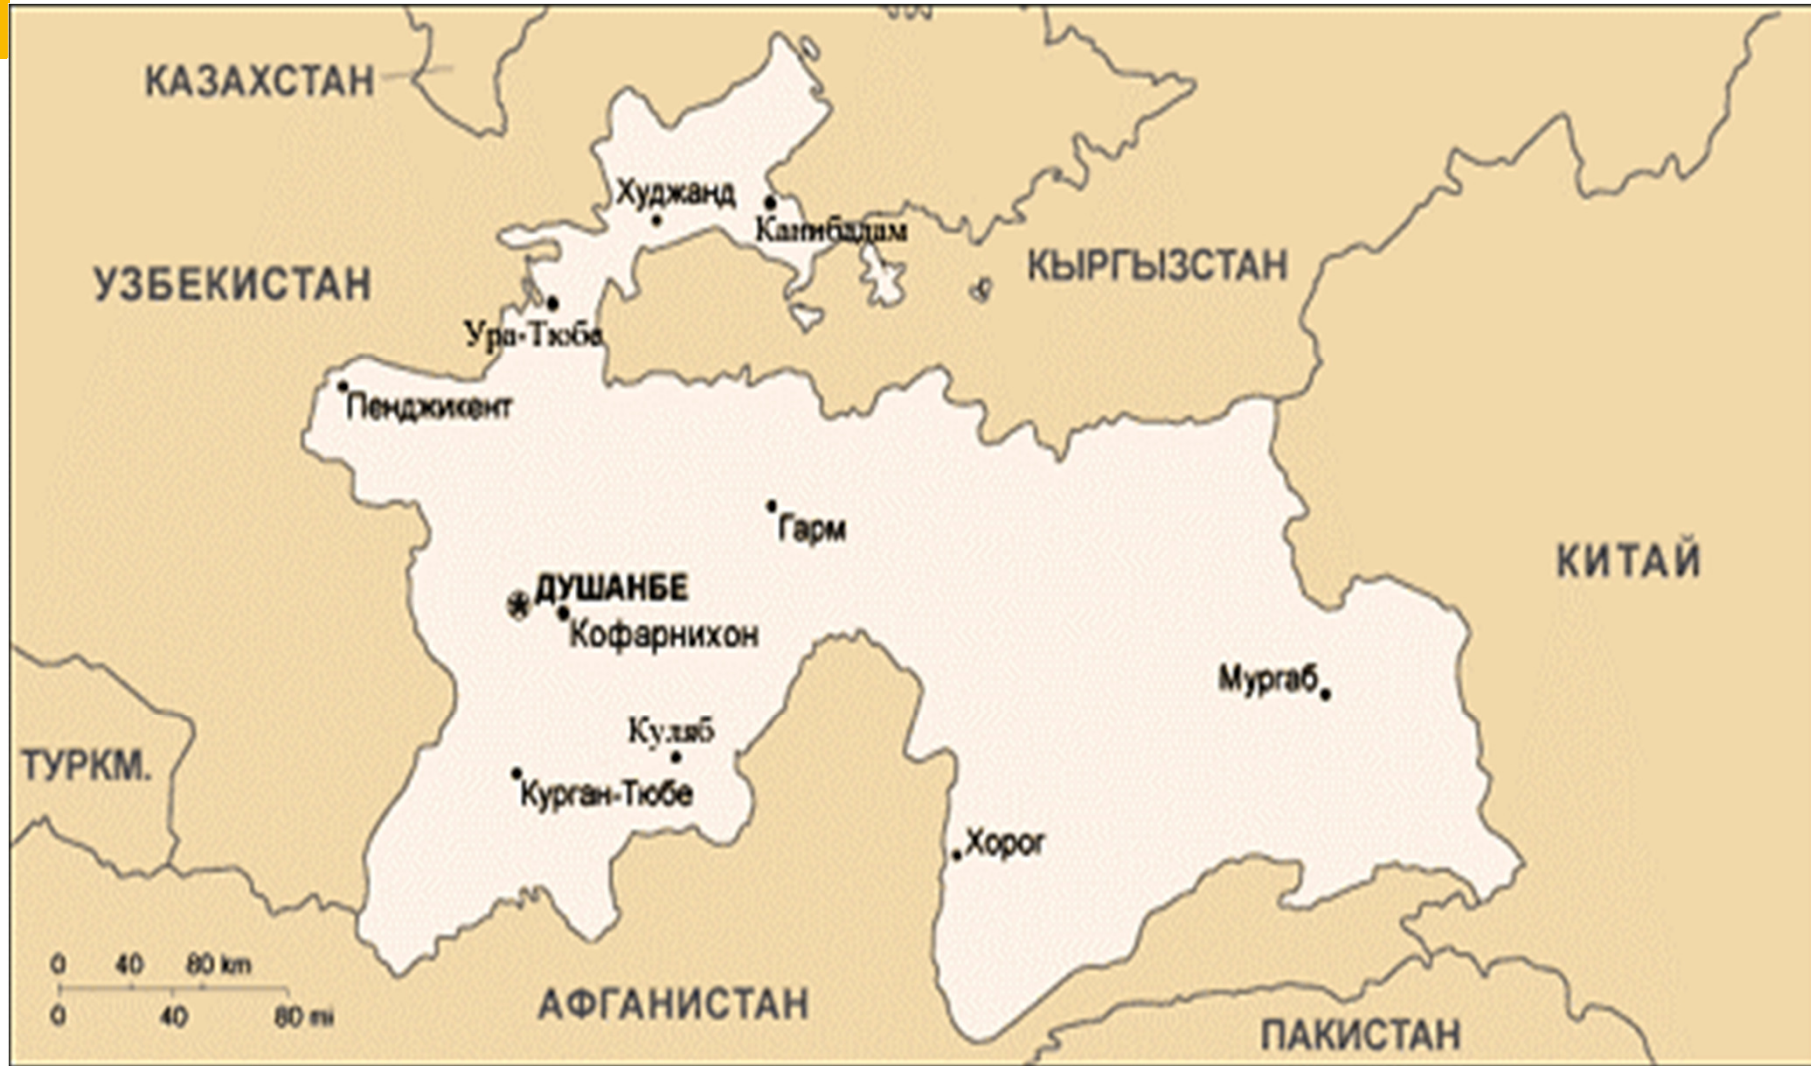 КАЗАХСТАН
Худжанд
Канибадам
УЗБЕКИСТАН
КЫРГЫЗСТАН
Ура-Тюбе
Пенджикент
Гарм
КИТАЙ
ДУШАНБЕ
Кофарнихон
Мургаб
Куляб
ТУРКМ.
Курган-Тюбе
Хорог
0 40 80 km
0 40 80 mi
АФГАНИСТАН
ПАКИСТАН